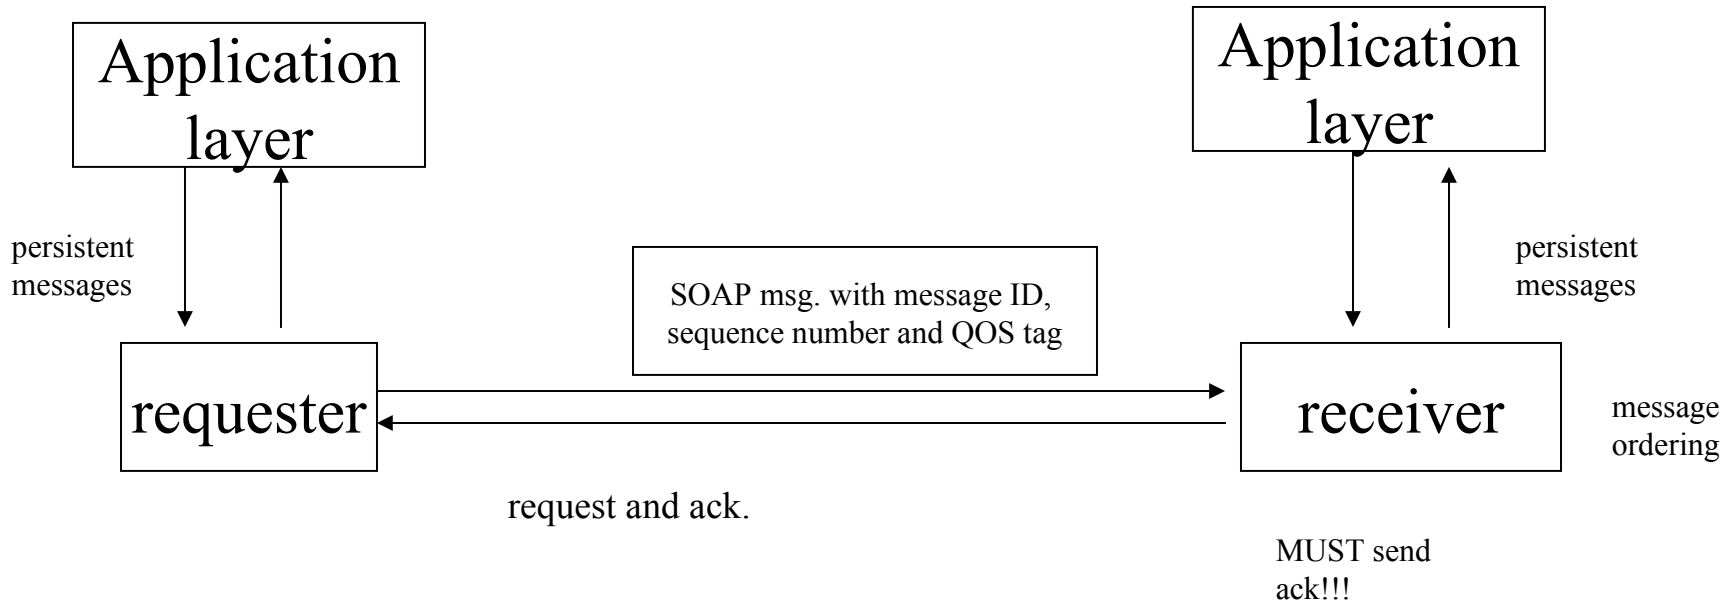 Application
layer
Application
layer
persistent
messages
SOAP msg. with message ID,
sequence number and QOS tag
persistent
messages
requester
receiver
message
ordering
request and ack.
MUST send
ack!!!